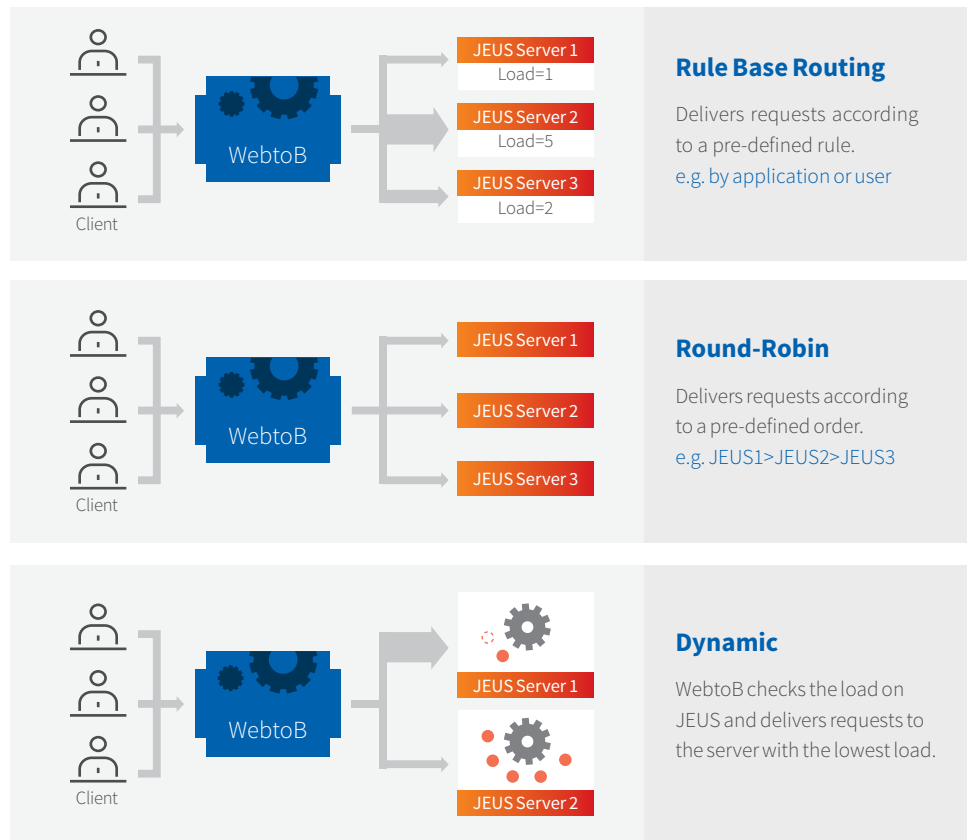 JEUS Server 1
Load=1
JEUS Server 2
Load=5
JEUS Server 3
Load=2
WebtoB
Client
Rule Base Routing
Delivers requests according
to a pre-defined rule.
e.g. by application or user
JEUS Server 1
JEUS Server 2
JEUS Server 3
WebtoB
Client
Round-Robin
Delivers requests according
to a pre-defined order.
e.g. JEUS1>JEUS2>JEUS3
WebtoB
Client
JEUS Server 1
JEUS Server 2
Dynamic
WebtoB checks the load on
JEUS and delivers requests to
the server with the lowest load.